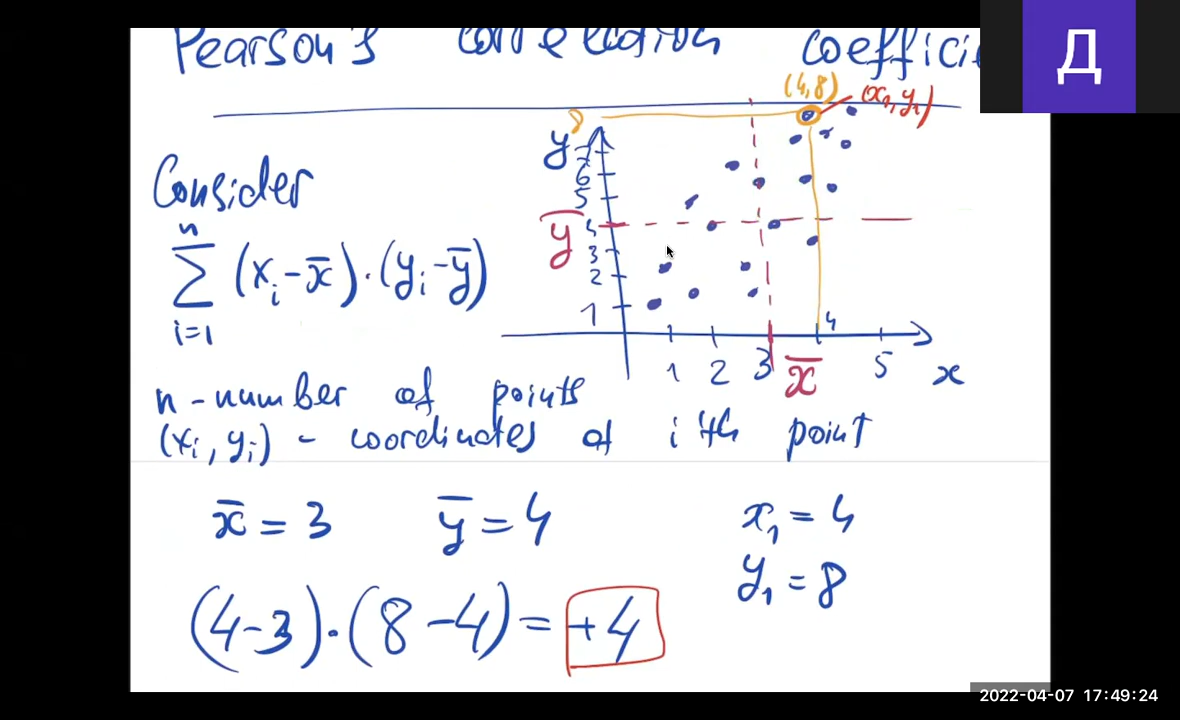 Pearson's correlation coeffici
Д
(4,8)
(x₁, y₁)
8
y
7
6
5
4
3
2
1
ȳ
Consider
n
∑ (xᵢ - x̄) · (yᵢ - ȳ)
i=1
4
1 2 3 x̄ 5 x
n - number of points
(xᵢ, yᵢ) - coordinates of i th point
x̄ = 3 ȳ = 4 x₁ = 4
y₁ = 8
(4-3)·(8-4) = +4
2022-04-07 17:49:24